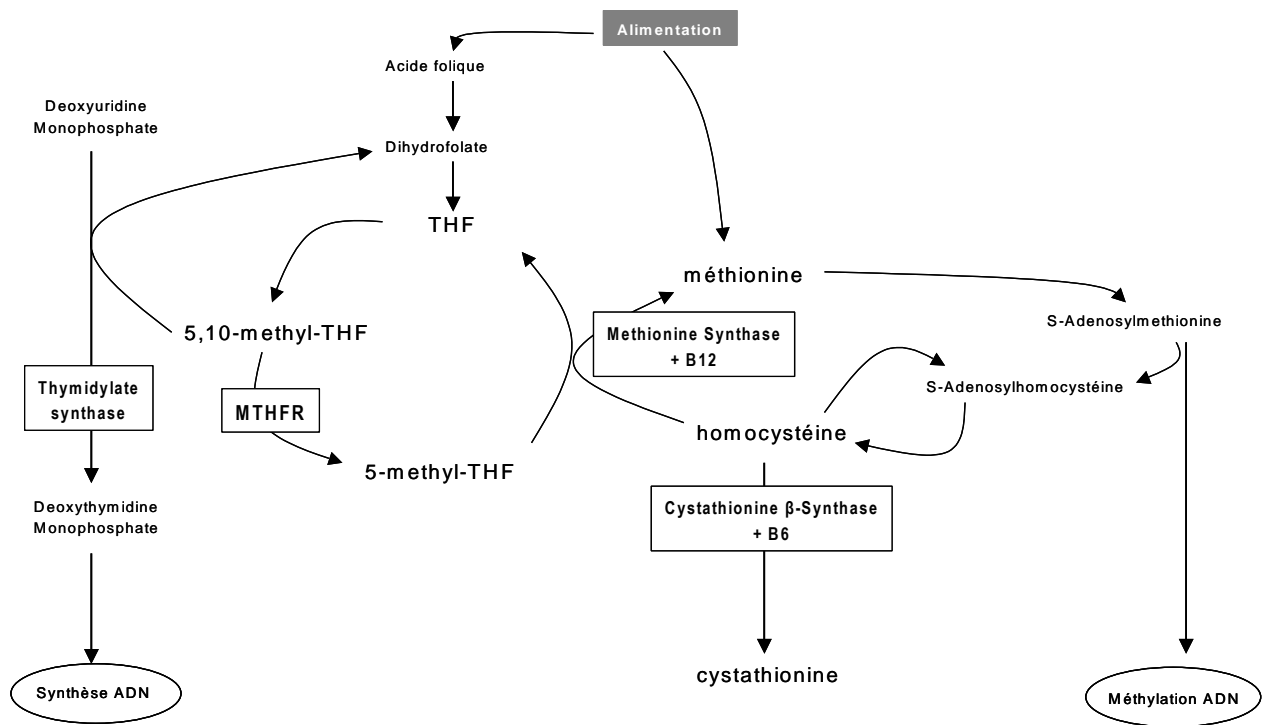 Alimentation
Acide folique
Deoxyuridine
Monophosphate
Dihydrofolate
THF
méthionine
S-Adenosylmethionine
5,10-methyl-THF
Methionine Synthase
+ B12
S-Adenosylhomocystéine
Thymidylate
synthase
MTHFR
homocystéine
5-methyl-THF
Deoxythymidine
Monophosphate
Cystathionine β-Synthase
+ B6
cystathionine
Synthèse ADN
Méthylation ADN